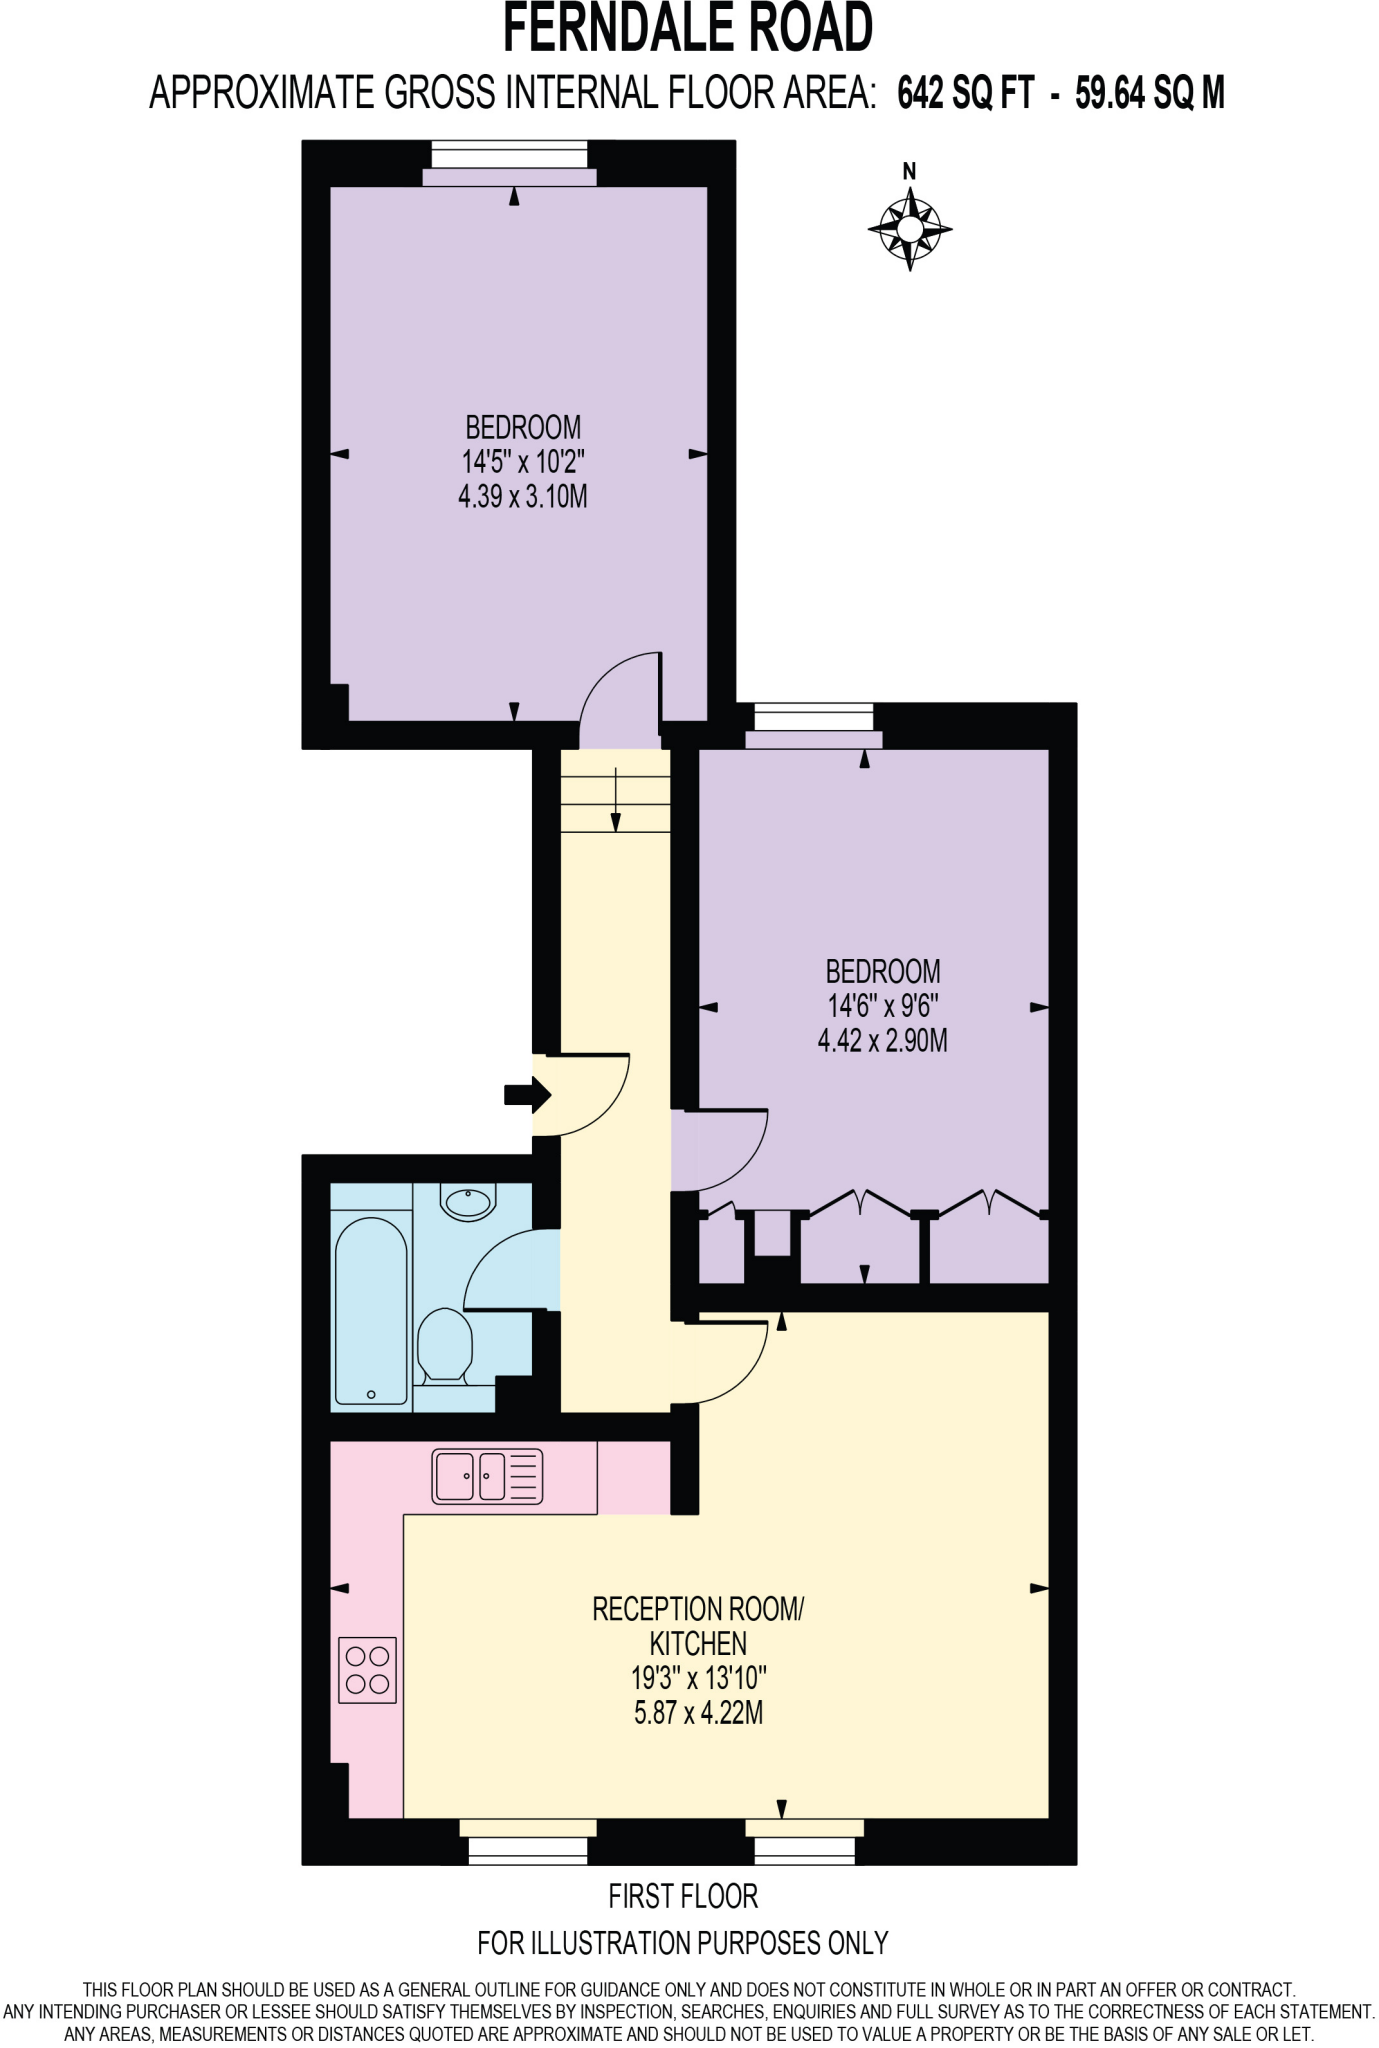 FERNDALE ROAD
APPROXIMATE GROSS INTERNAL FLOOR AREA: 642 SQ FT - 59.64 SQ M
N
BEDROOM
14'5" x 10'2"
4.39 x 3.10M
BEDROOM
14'6" x 9'6"
4.42 x 2.90M
RECEPTION ROOM/
KITCHEN
19'3" x 13'10"
5.87 x 4.22M
FIRST FLOOR
FOR ILLUSTRATION PURPOSES ONLY
THIS FLOOR PLAN SHOULD BE USED AS A GENERAL OUTLINE FOR GUIDANCE ONLY AND DOES NOT CONSTITUTE IN WHOLE OR IN PART AN OFFER OR CONTRACT.
ANY INTENDING PURCHASER OR LESSEE SHOULD SATISFY THEMSELVES BY INSPECTION, SEARCHES, ENQUIRIES AND FULL SURVEY AS TO THE CORRECTNESS OF EACH STATEMENT.
ANY AREAS, MEASUREMENTS OR DISTANCES QUOTED ARE APPROXIMATE AND SHOULD NOT BE USED TO VALUE A PROPERTY OR BE THE BASIS OF ANY SALE OR LET.